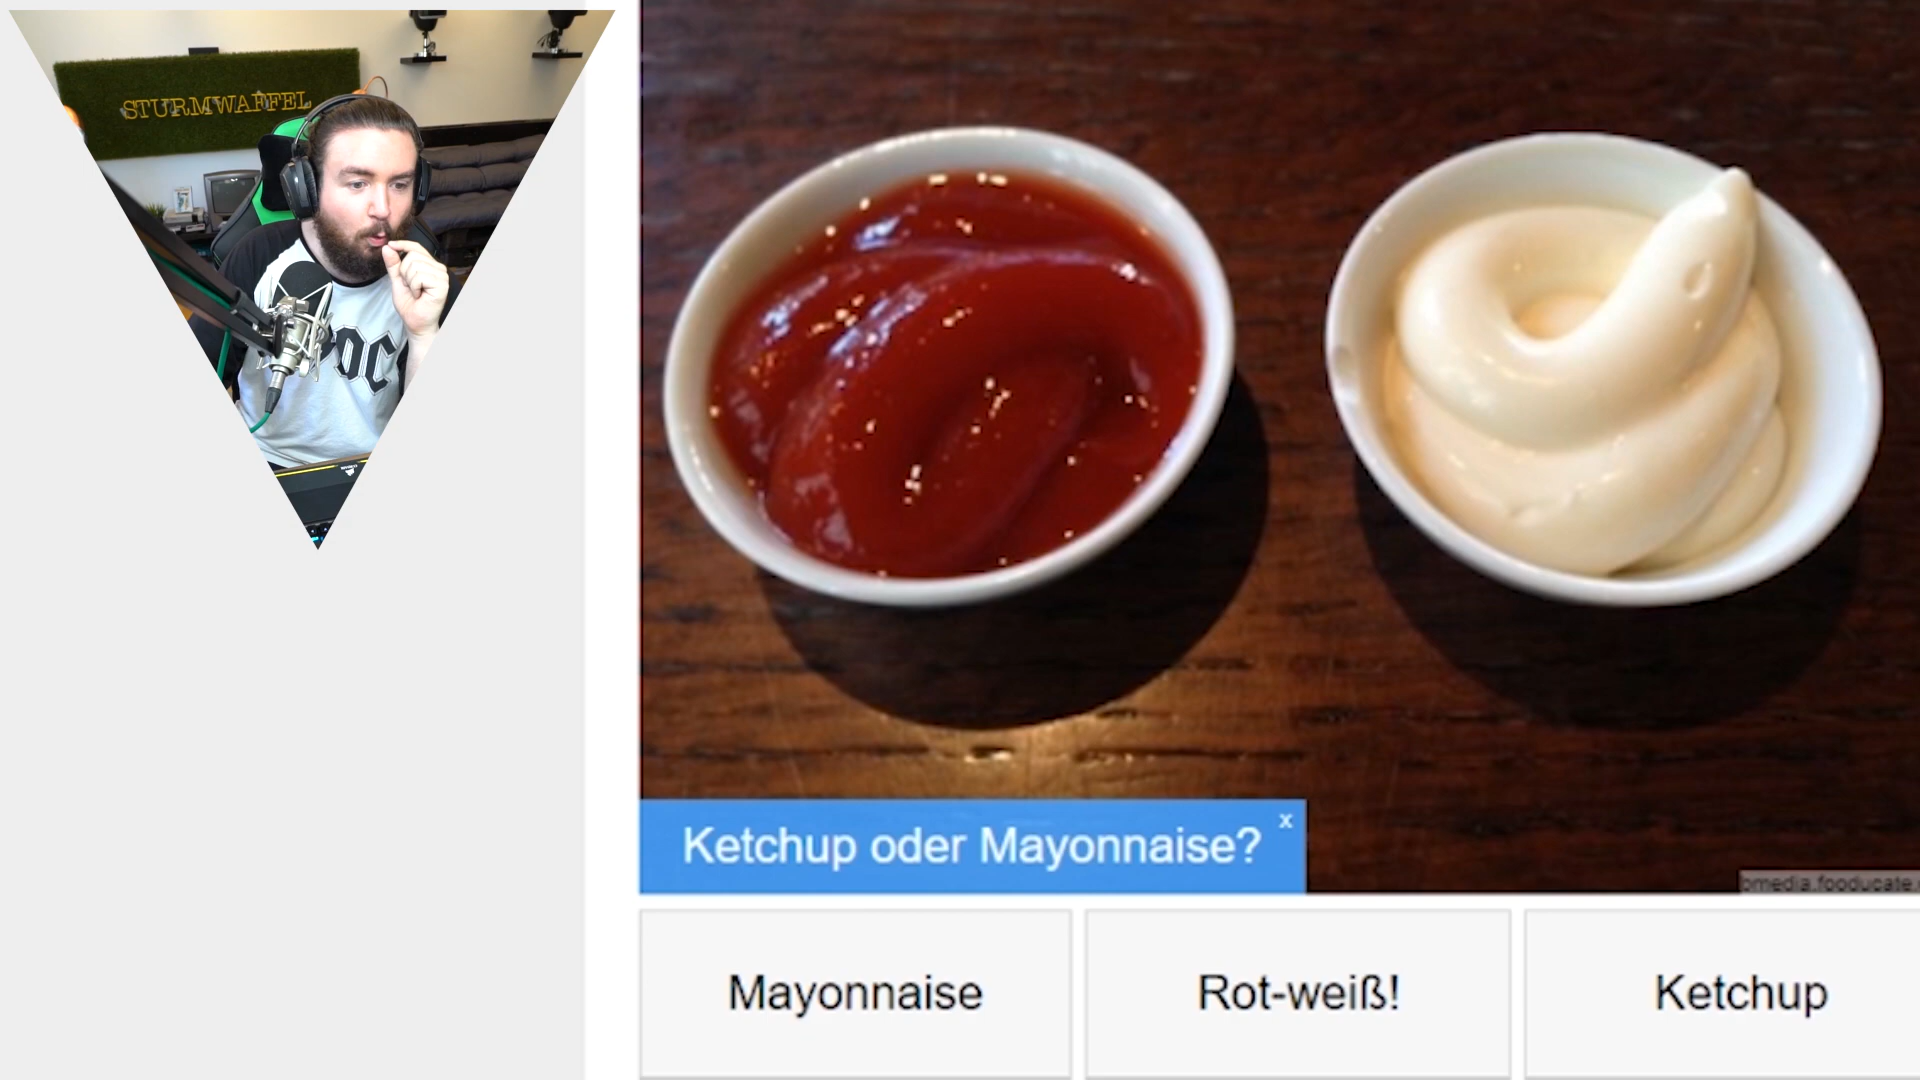 STURMWAFFEL
Ketchup oder Mayonnaise?
x
Mayonnaise
Rot-weiß!
Ketchup